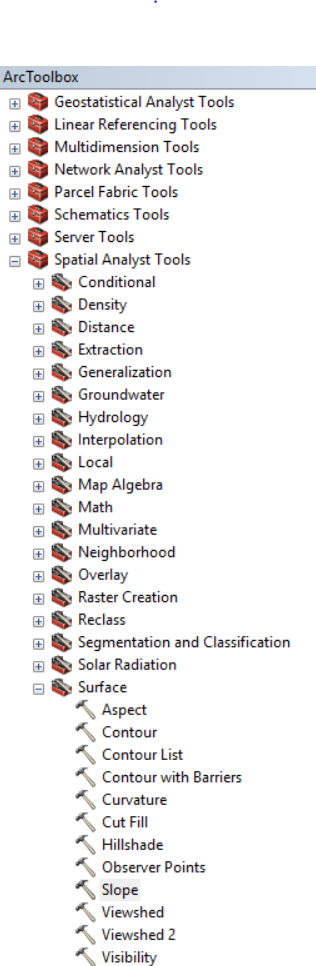 ArcToolbox
Geostatistical Analyst Tools
Linear Referencing Tools
Multidimension Tools
Network Analyst Tools
Parcel Fabric Tools
Schematics Tools
Server Tools
Spatial Analyst Tools
Conditional
Density
Distance
Extraction
Generalization
Groundwater
Hydrology
Interpolation
Local
Map Algebra
Math
Multivariate
Neighborhood
Overlay
Raster Creation
Reclass
Segmentation and Classification
Solar Radiation
Surface
Aspect
Contour
Contour List
Contour with Barriers
Curvature
Cut Fill
Hillshade
Observer Points
Slope
Viewshed
Viewshed 2
Visibility